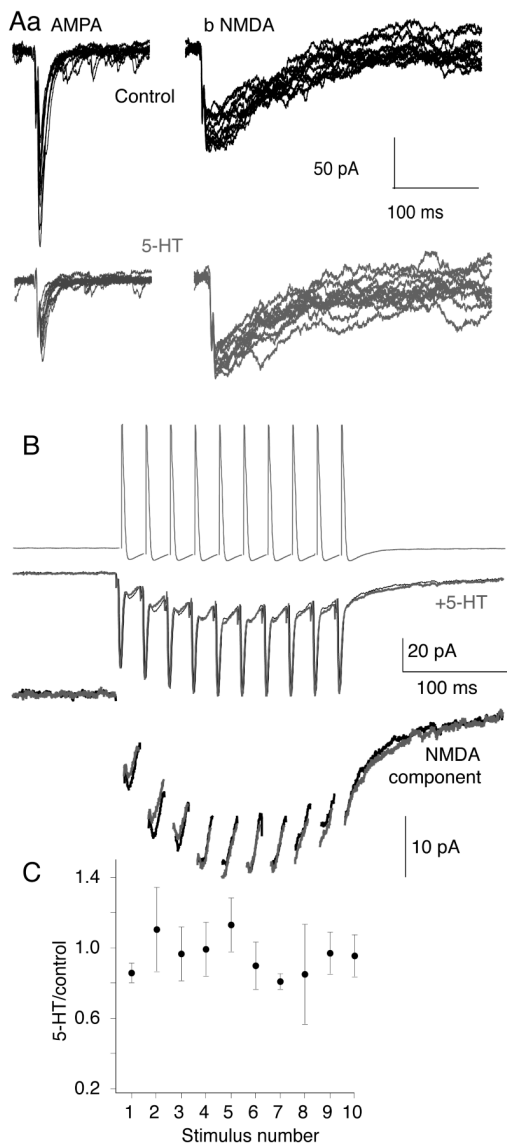 Aa AMPA b NMDA
Control
50 pA
100 ms
5-HT
B
+5-HT
20 pA
100 ms
NMDA
component
10 pA
C
1.4
1.0
0.6
0.2
5-HT/control
1 2 3 4 5 6 7 8 9 10
Stimulus number